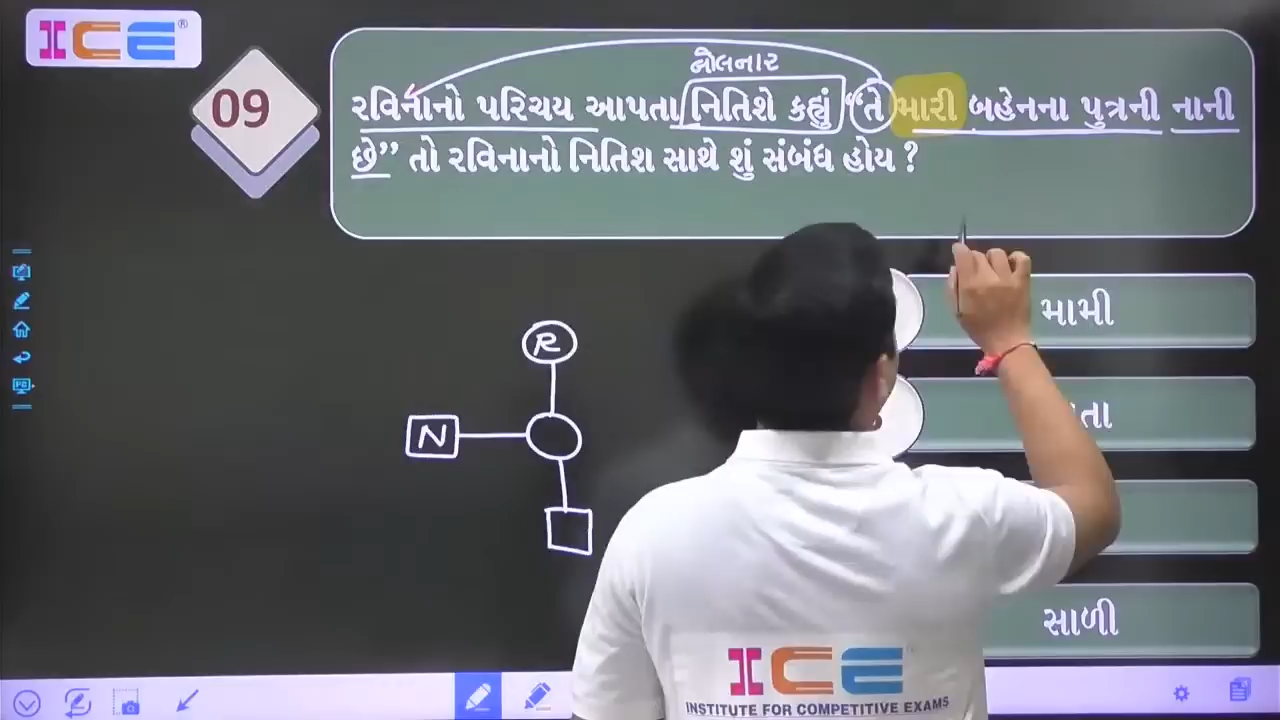 ICE®
09
બોલનાર
રવિનાનો પરિચય આપતા નિતિશે કહ્યું “તે મારી બહેનના પુત્રની નાની
છે” તો રવિનાનો નિતિશ સાથે શું સંબંધ હોય ?
મામી
R
N
સાળી
ICE
INSTITUTE FOR COMPETITIVE EXAMS